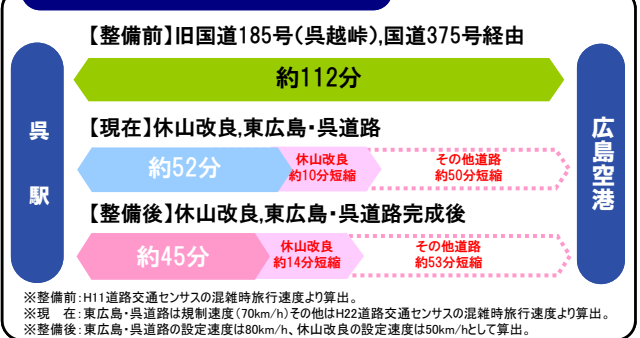 【整備前】旧国道185号(呉越峠),国道375号経由
約112分
呉駅
広島空港
【現在】休山改良,東広島・呉道路
約52分
休山改良
約10分短縮
その他道路
約50分短縮
【整備後】休山改良,東広島・呉道路完成後
約45分
休山改良
約14分短縮
その他道路
約53分短縮
※整備前:H11道路交通センサスの混雑時旅行速度より算出。
※現　在:東広島・呉道路は規制速度(70km/h)その他はH22道路交通センサスの混雑時旅行速度より算出。
※整備後:東広島・呉道路の設定速度は80km/h、休山改良の設定速度は50km/hとして算出。